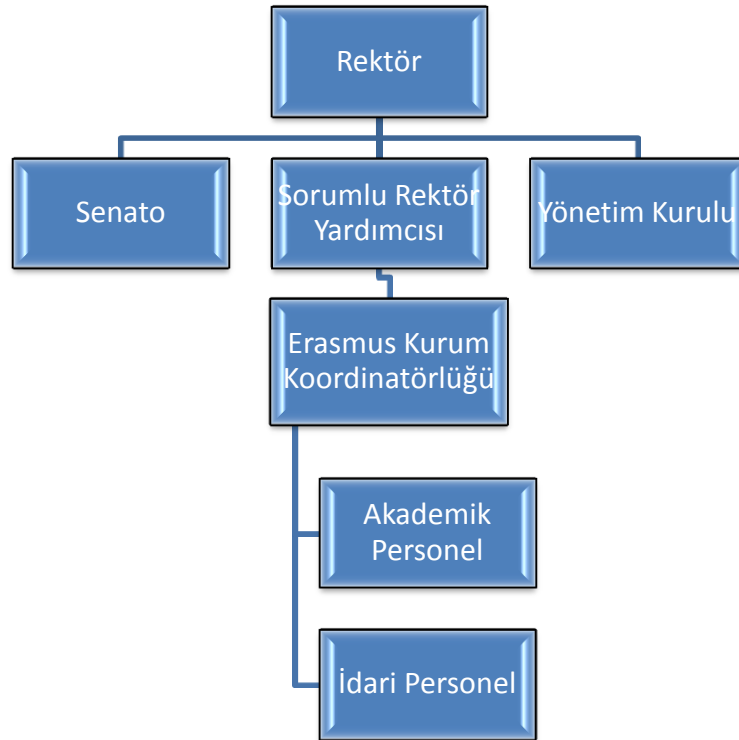 Rektör
Senato
Sorumlu Rektör
Yardımcısı
Yönetim Kurulu
Erasmus Kurum
Koordinatörlüğü
Akademik
Personel
İdari Personel